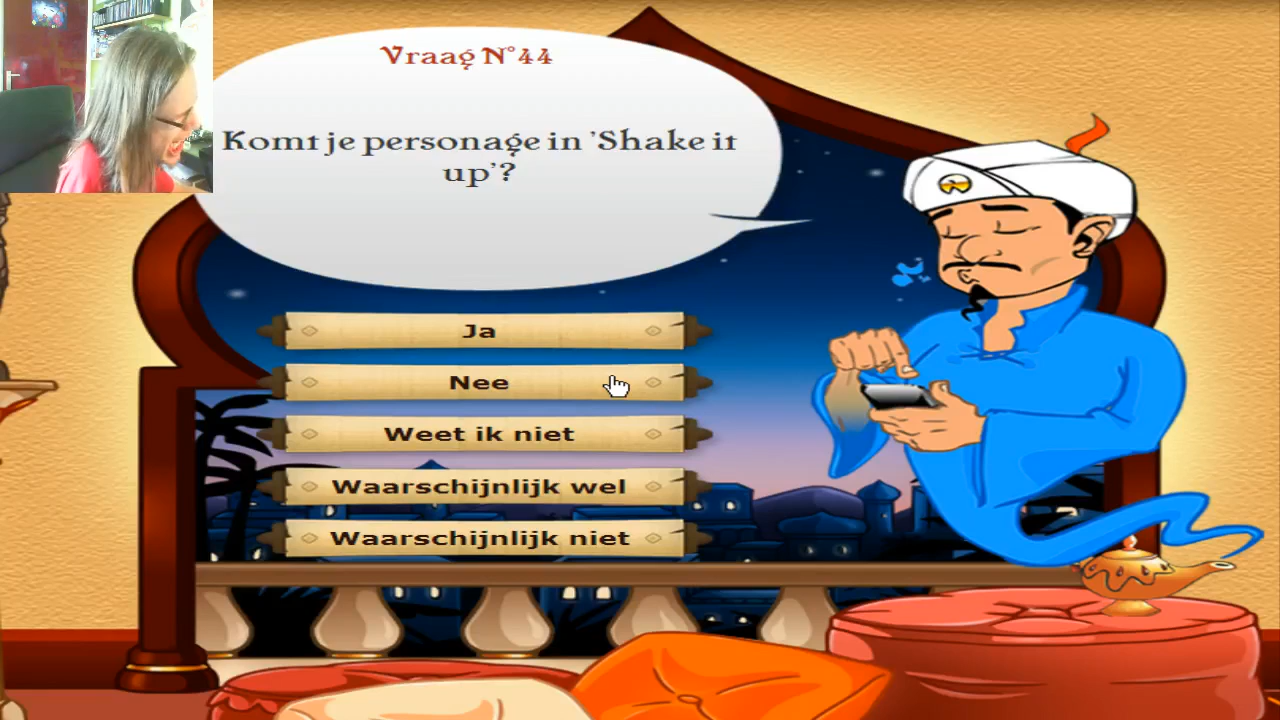 Vraag N°44
Komt je personage in 'Shake it
up'?
Ja
Nee
Weet ik niet
Waarschijnlijk wel
Waarschijnlijk niet